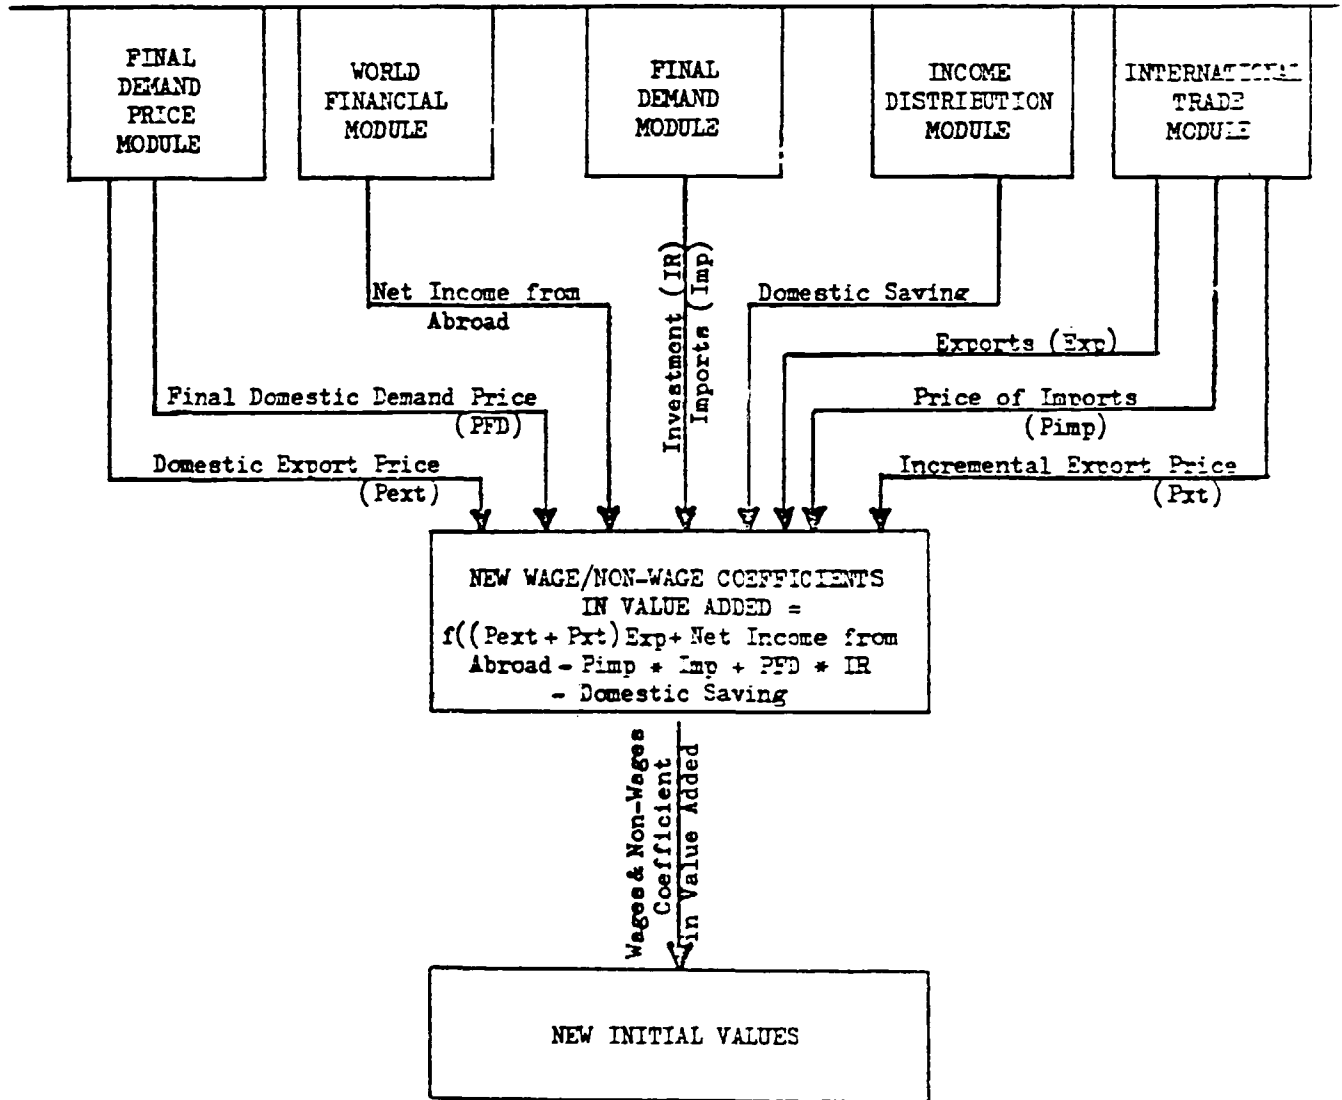 FINAL
DEMAND
PRICE
MODULE
WORLD
FINANCIAL
MODULE
FINAL
DEMAND
MODULE
INCOME
DISTRIBUTION
MODULE
INTERNATIONAL
TRADE
MODULE
Net Income from
Abroad
Investment (IR)
Imports (Imp)
Domestic Saving
Exports (Exp)
Final Domestic Demand Price
(PFD)
Price of Imports
(Pimp)
Domestic Export Price
(Pext)
Incremental Export Price
(Pxt)
NEW WAGE/NON-WAGE COEFFICIENTS
IN VALUE ADDED =
f((Pext + Pxt)Exp + Net Income from
Abroad - Pimp * Imp + PFD * IR
- Domestic Saving
Wages & Non-Wages
Coefficient
in Value Added
NEW INITIAL VALUES